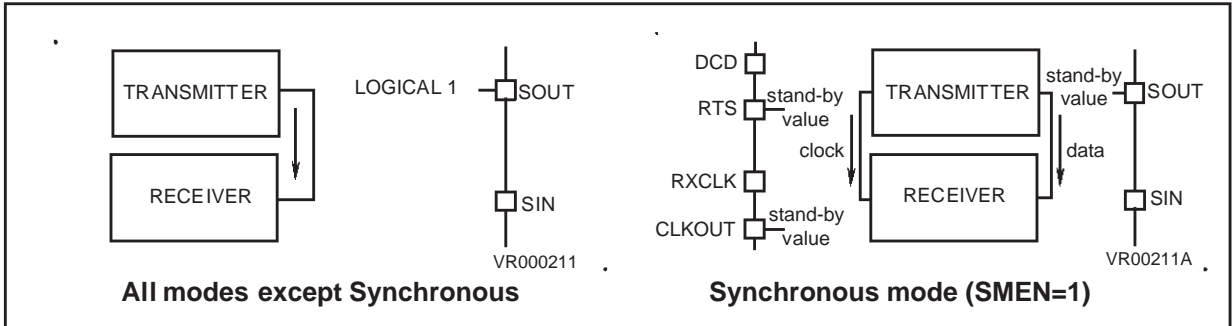 TRANSMITTER
RECEIVER
LOGICAL 1
SOUT
SIN
VR000211
All modes except Synchronous
DCD
RTS
stand-by
value
clock
RXCLK
CLKOUT
stand-by
value
TRANSMITTER
RECEIVER
data
stand-by
value
SOUT
SIN
VR00211A
Synchronous mode (SMEN=1)